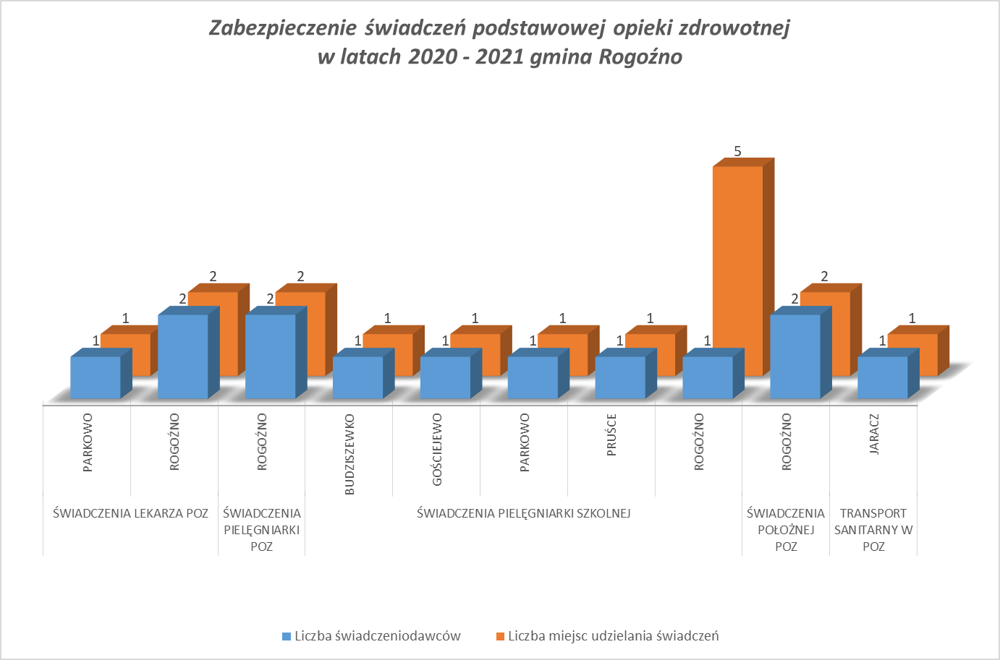 Zabezpieczenie świadczeń podstawowej opieki zdrowotnej
w latach 2020 - 2021 gmina Rogoźno
5
2
2
2
2
2
2
1
1
1
1
1
1
1
1
1
1
1
1
1
PARKOWO
ROGOŹNO
ROGOŹNO
BUDZISZEWKO
GOŚCIEJEWO
PARKOWO
PRUŚCE
ROGOŹNO
ROGOŹNO
JARACZ
ŚWIADCZENIA LEKARZA POZ
ŚWIADCZENIA
PIELĘGNIARKI
POZ
ŚWIADCZENIA PIELĘGNIARKI SZKOLNEJ
ŚWIADCZENIA
POŁOŻNEJ
POZ
TRANSPORT
SANITARNY W
POZ
Liczba świadczeniodawców
Liczba miejsc udzielania świadczeń